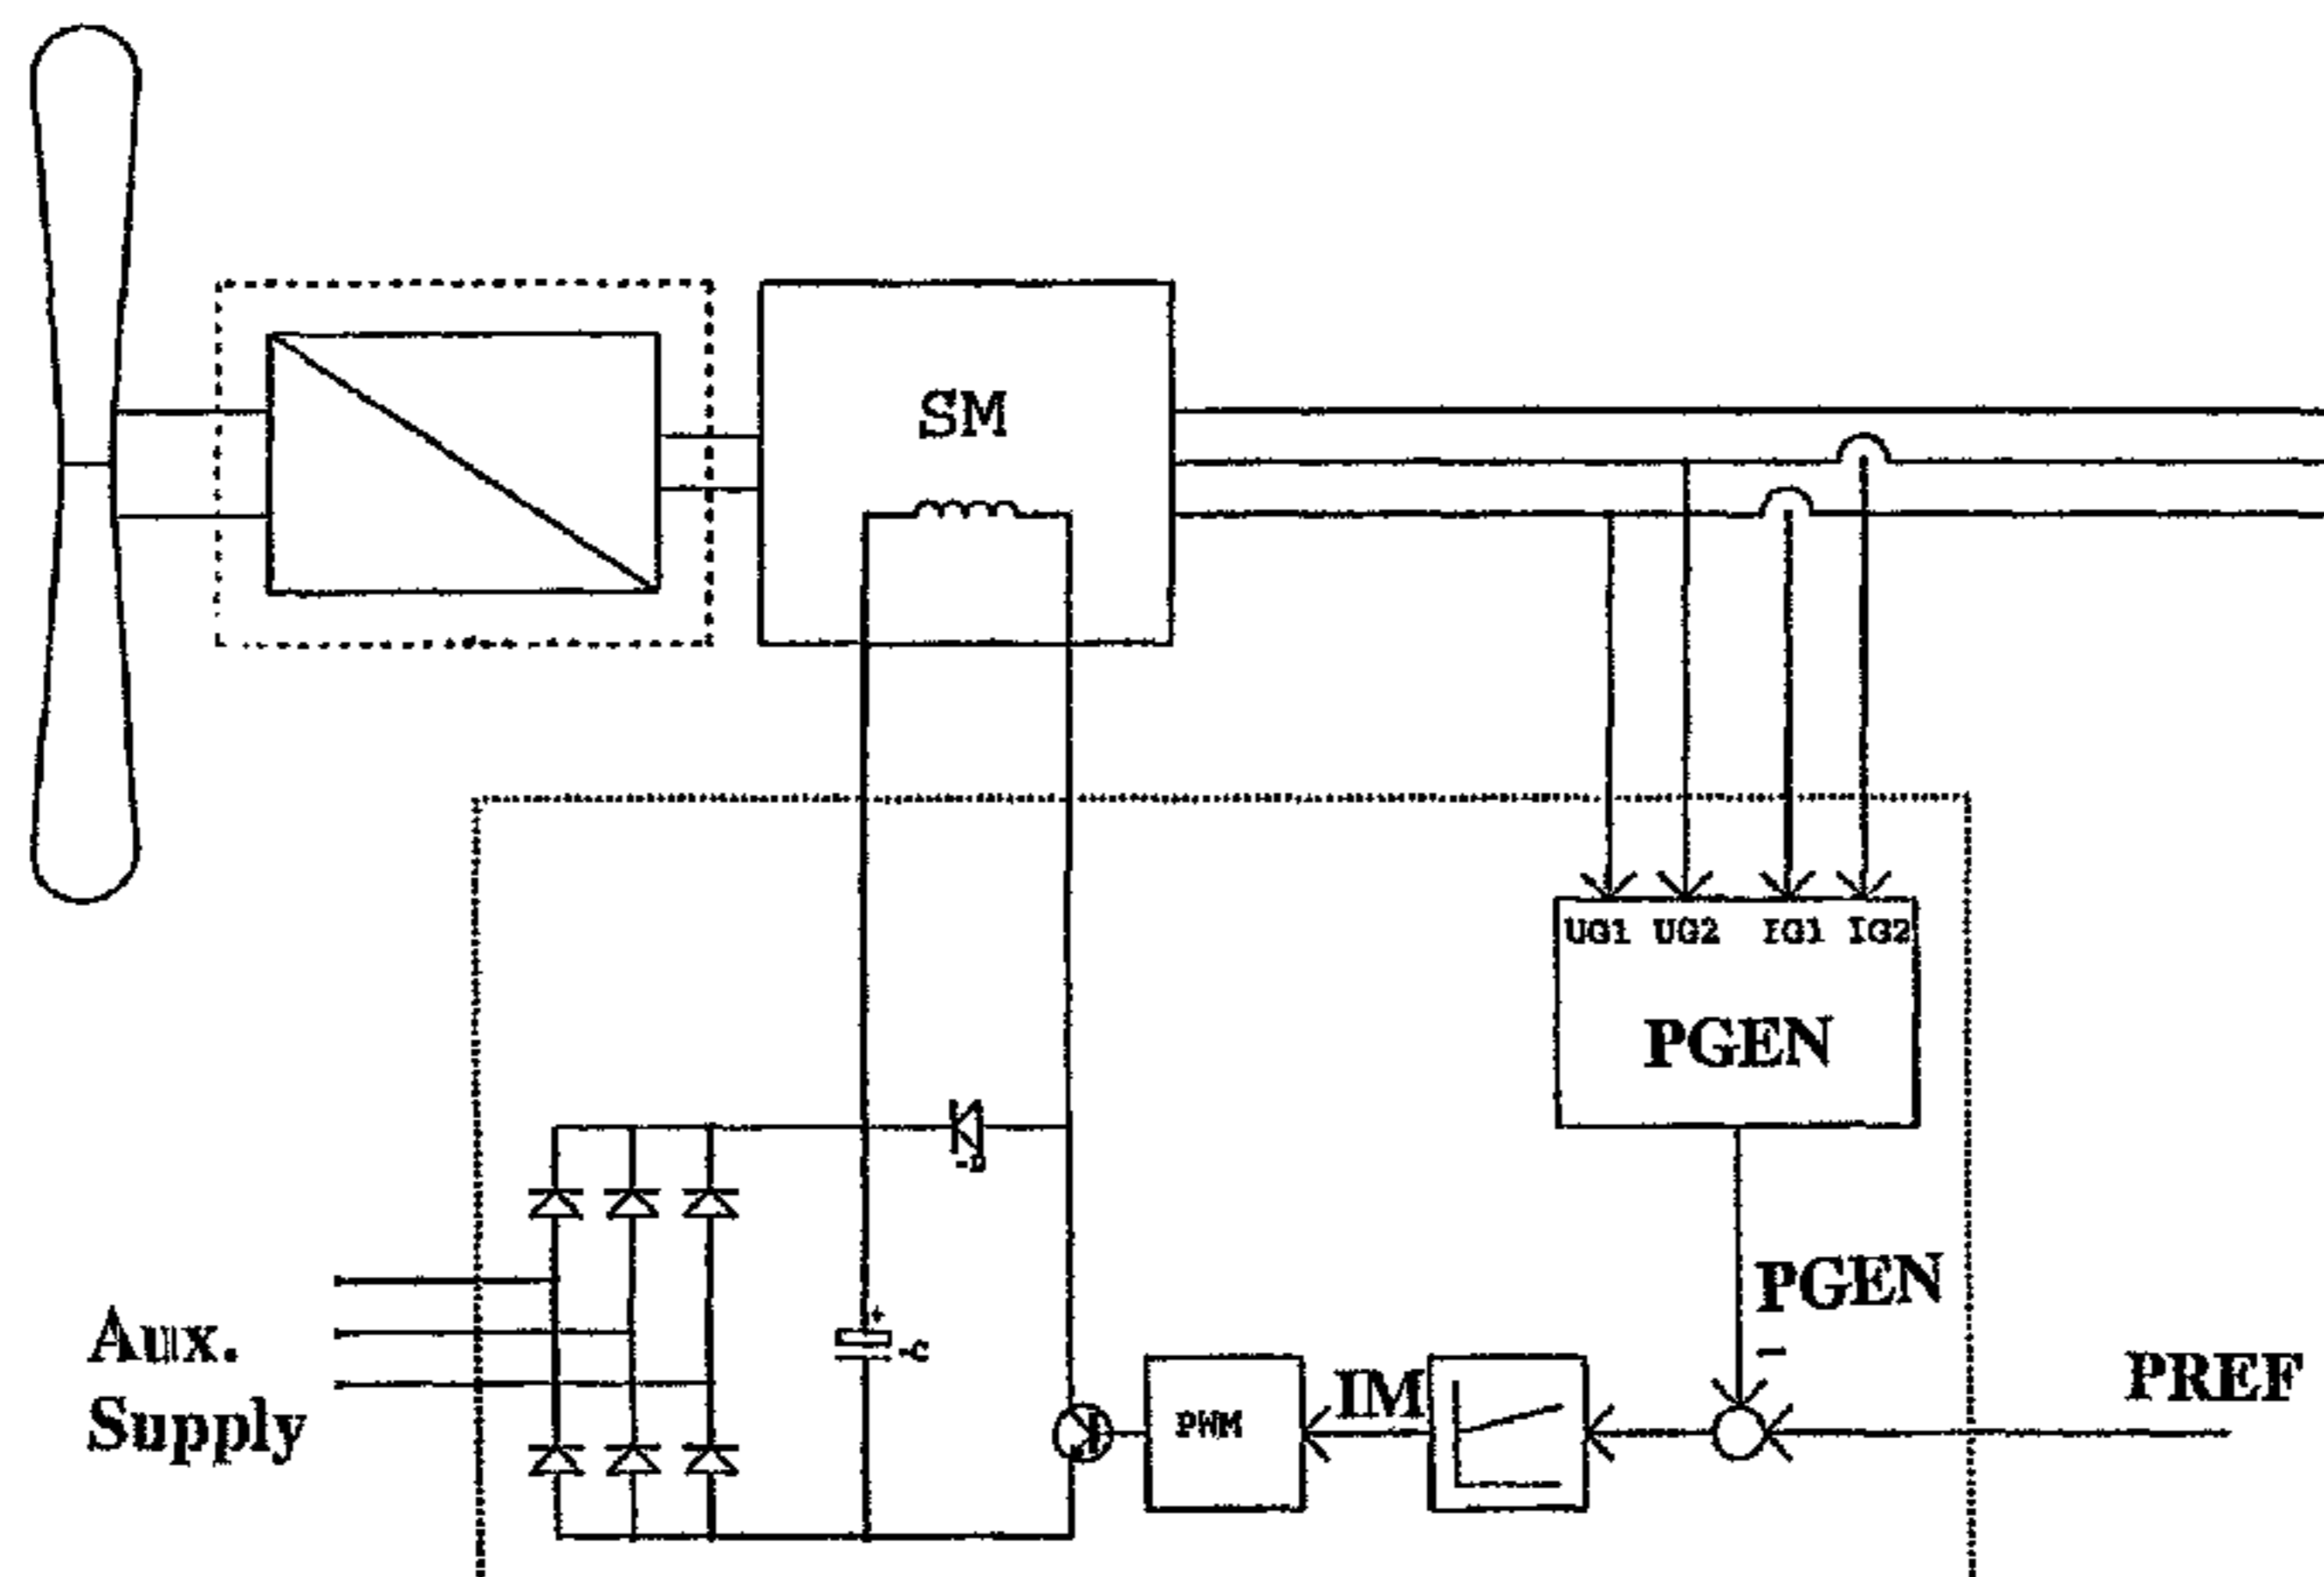 SM
UG1 UG2 IG1 IG2
PGEN
-D
PGEN
-
Aux.
Supply
+
-C
PWM
IM
PREF